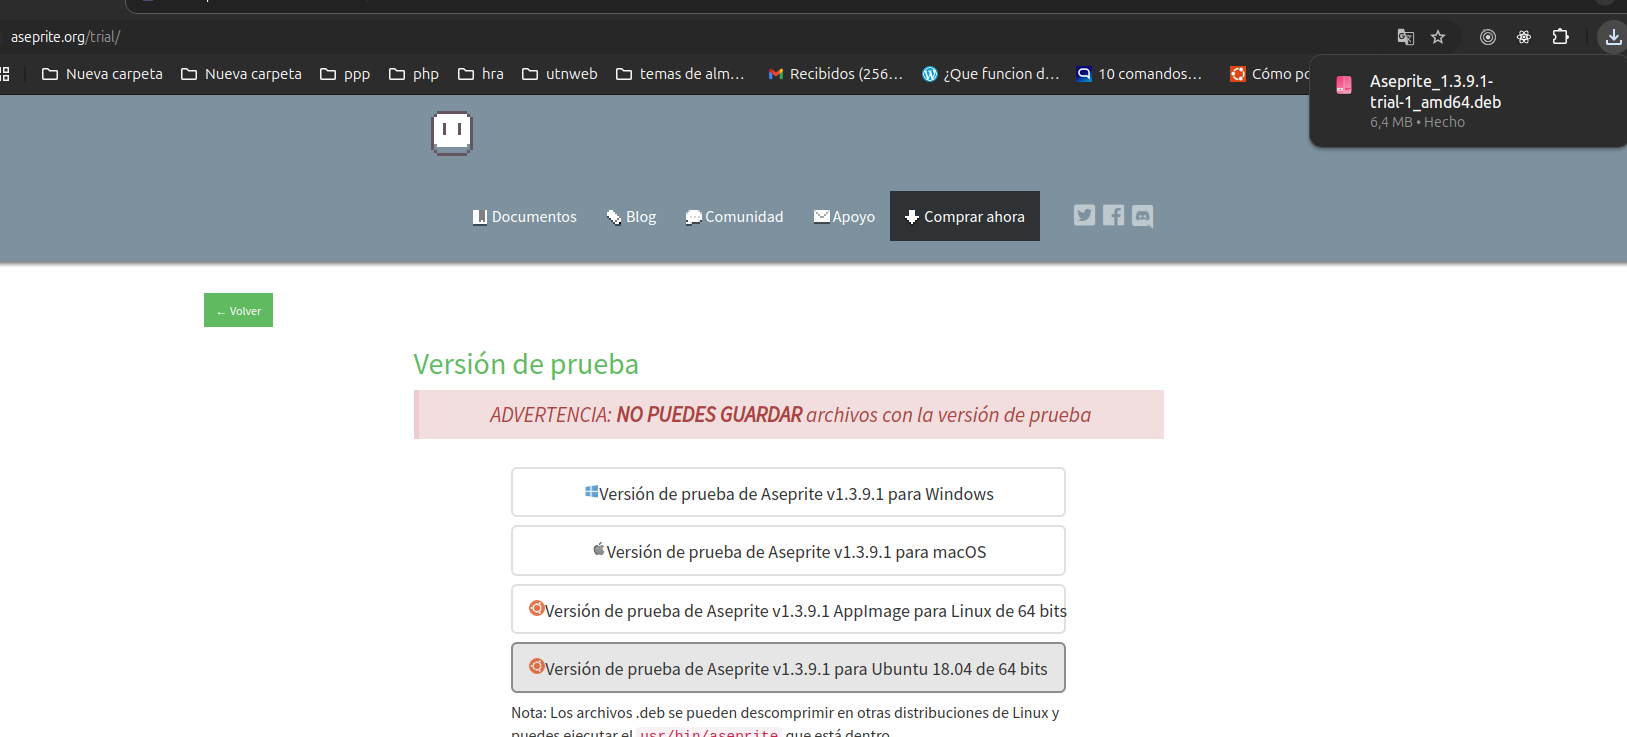 aseprite.org/trial/
Nueva carpeta Nueva carpeta ppp php hra utnweb temas de alm... Recibidos (256... ¿Que funcion d... 10 comandos... Cómo po
Aseprite_1.3.9.1-
trial-1_amd64.deb
6,4 MB • Hecho
Documentos Blog Comunidad Apoyo Comprar ahora
← Volver
Versión de prueba
ADVERTENCIA: NO PUEDES GUARDAR archivos con la versión de prueba
Versión de prueba de Aseprite v1.3.9.1 para Windows
Versión de prueba de Aseprite v1.3.9.1 para macOS
Versión de prueba de Aseprite v1.3.9.1 AppImage para Linux de 64 bits
Versión de prueba de Aseprite v1.3.9.1 para Ubuntu 18.04 de 64 bits
Nota: Los archivos .deb se pueden descomprimir en otras distribuciones de Linux y
puedes ejecutar el usr/bin/aseprite que está dentro